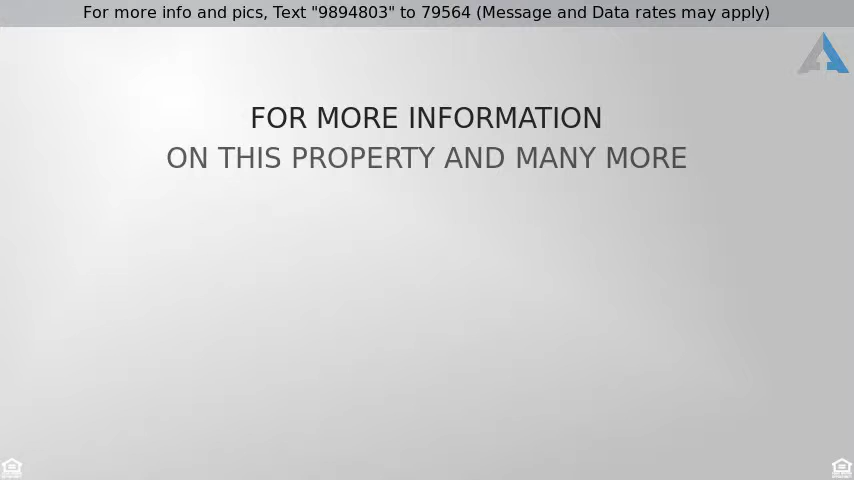 For more info and pics, Text "9894803" to 79564 (Message and Data rates may apply)
FOR MORE INFORMATION
ON THIS PROPERTY AND MANY MORE